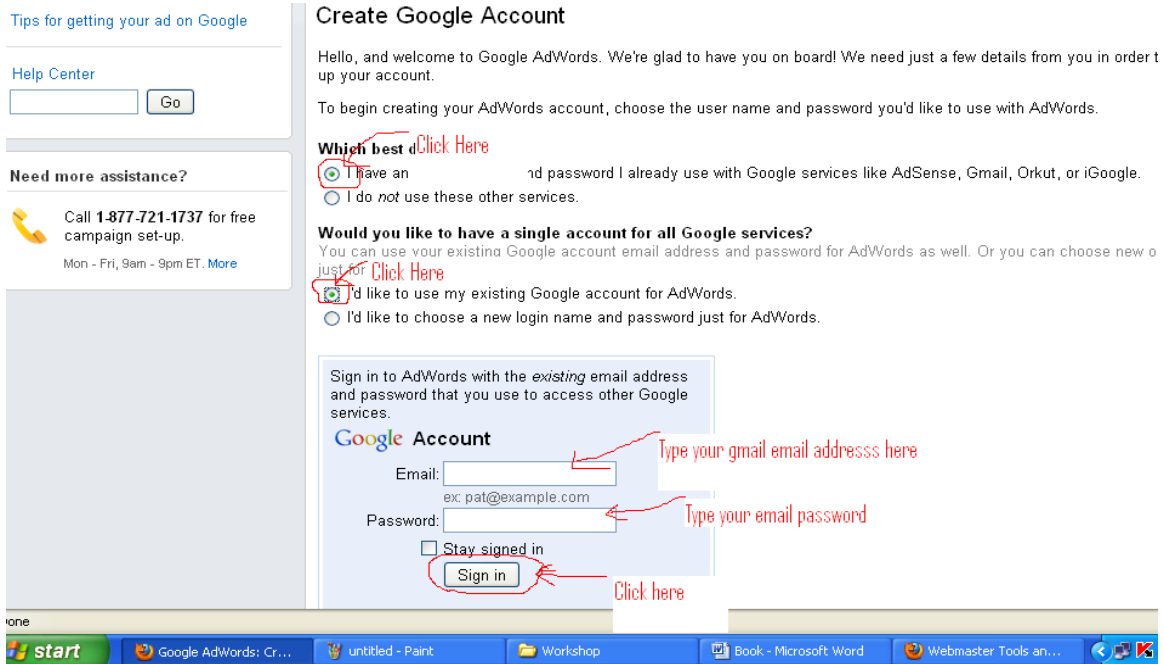 Tips for getting your ad on Google
Help Center
Go
Need more assistance?
Call 1-877-721-1737 for free
campaign set-up.
Mon - Fri, 9am - 9pm ET. More
Create Google Account
Hello, and welcome to Google AdWords. We're glad to have you on board! We need just a few details from you in order t
up your account.
To begin creating your AdWords account, choose the user name and password you'd like to use with AdWords.
Which best d
Click Here
I have an nd password I already use with Google services like AdSense, Gmail, Orkut, or iGoogle.
I do not use these other services.
Would you like to have a single account for all Google services?
You can use your existing Google account email address and password for AdWords as well. Or you can choose new o
just for
Click Here
I'd like to use my existing Google account for AdWords.
I'd like to choose a new login name and password just for AdWords.
Sign in to AdWords with the existing email address
and password that you use to access other Google
services.
Google Account
Email:
Type your gmail email addresss here
ex: pat@example.com
Password:
Type your email password
Stay signed in
Sign in
Click here
one
start
Google AdWords: Cr...
untitled - Paint
Workshop
Book - Microsoft Word
Webmaster Tools an...